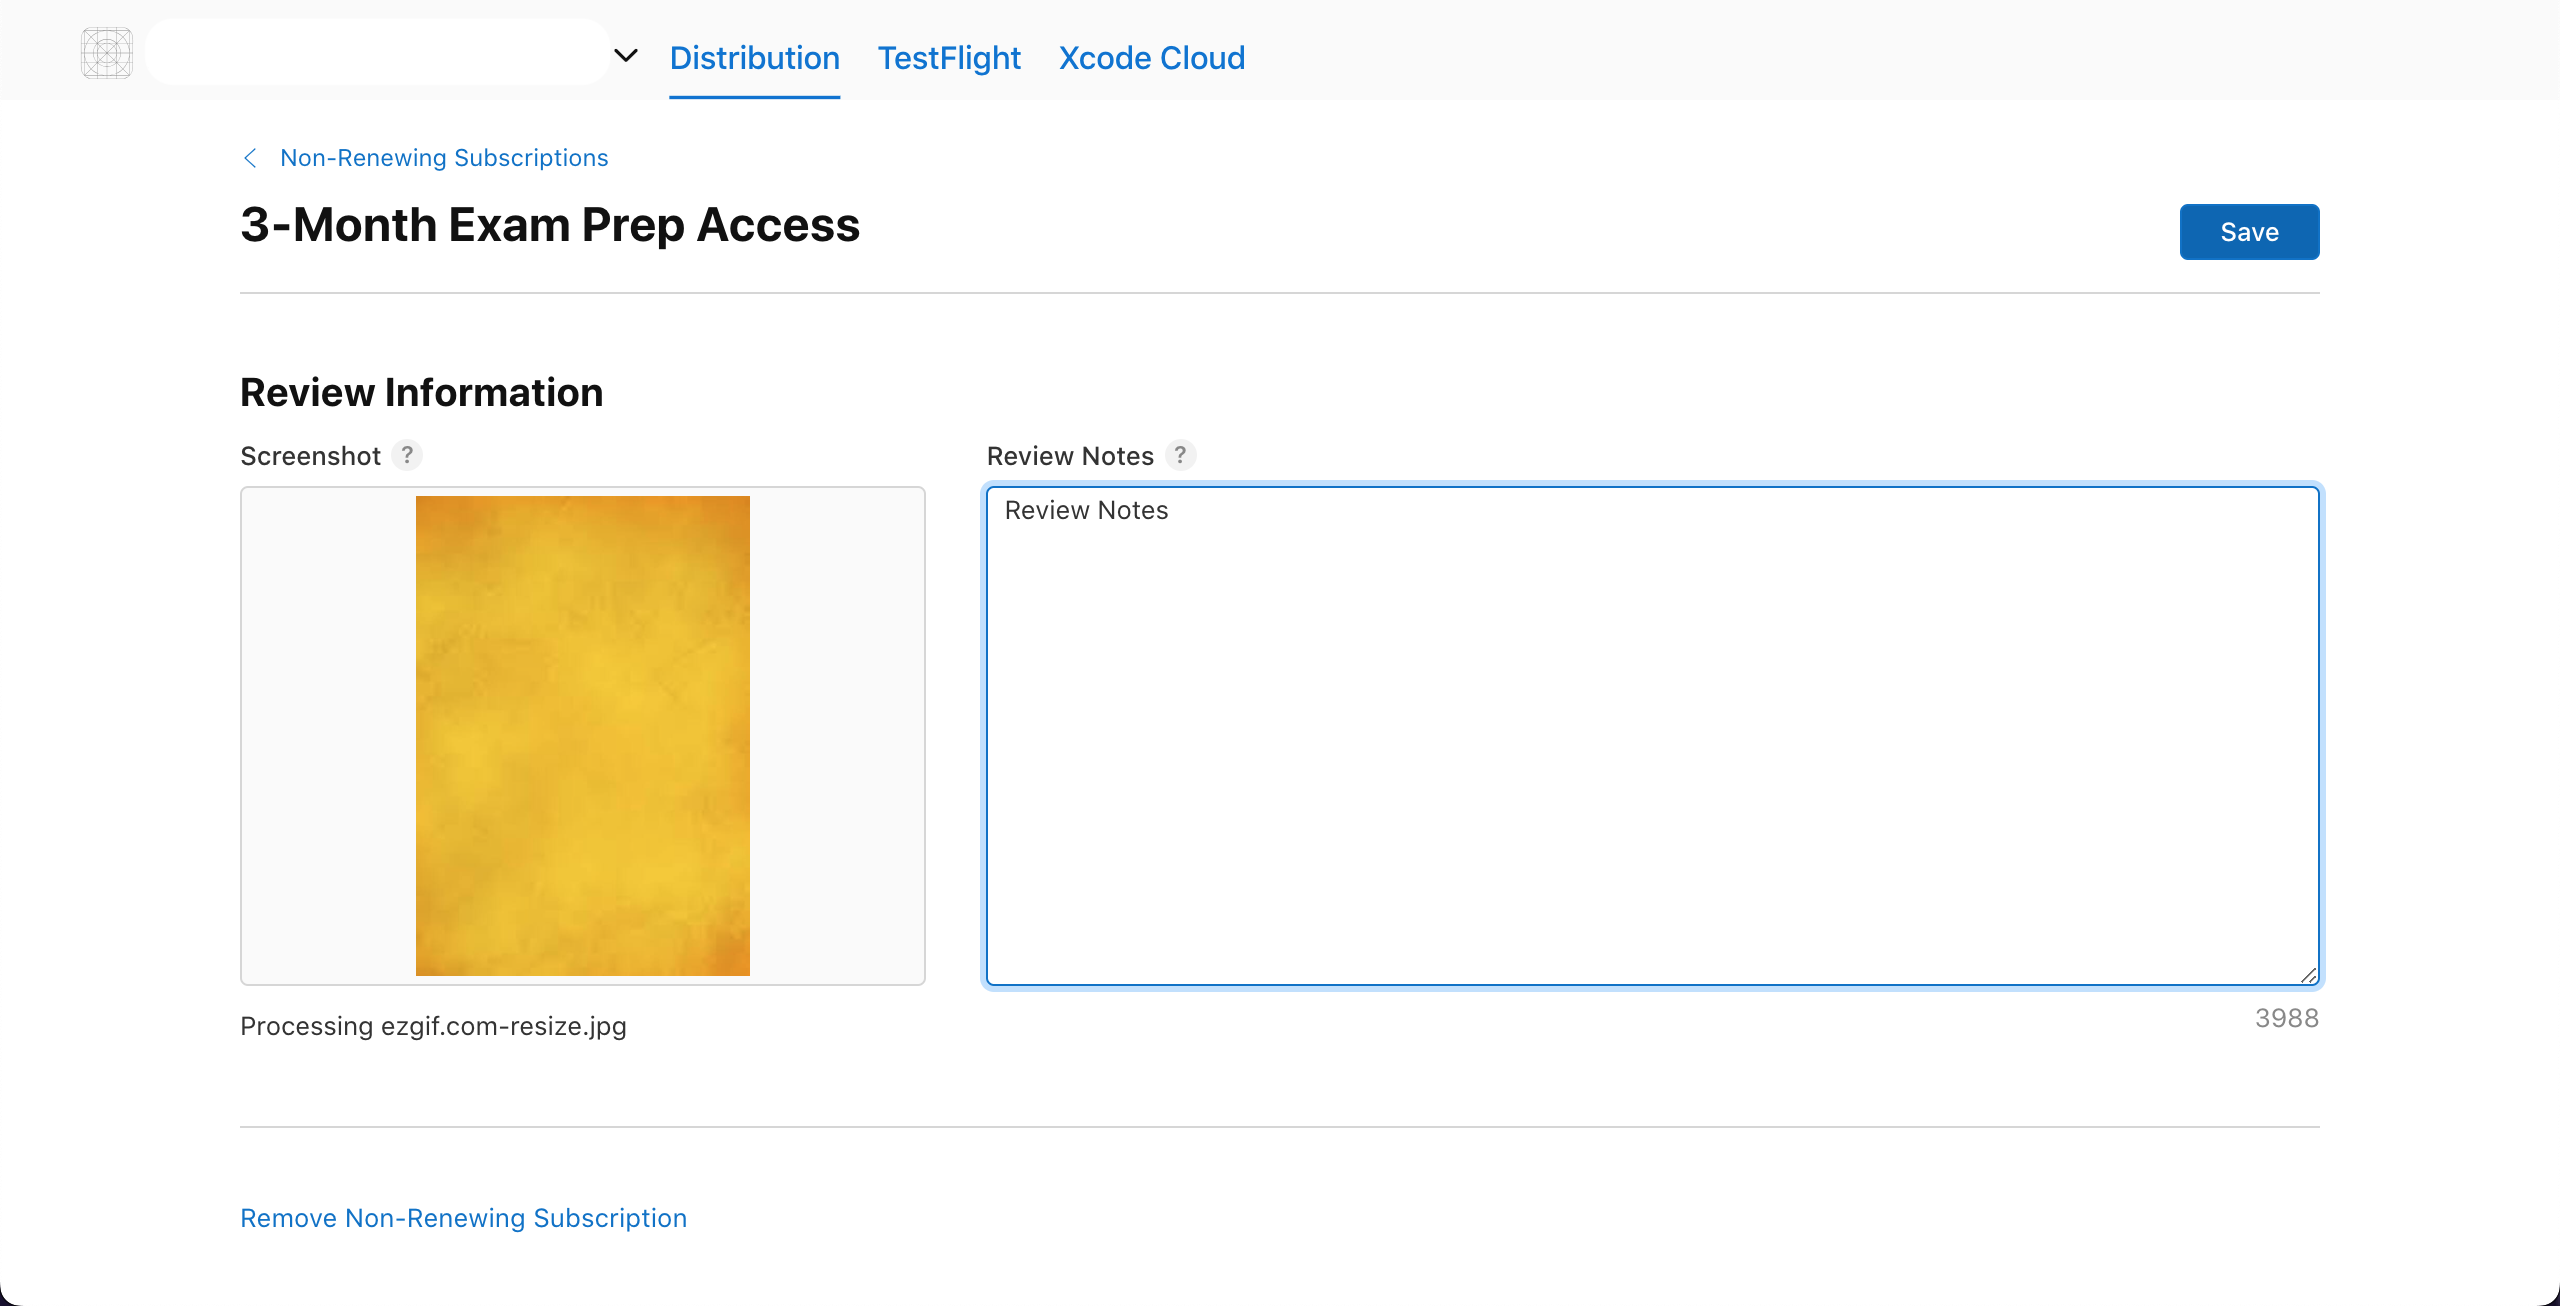 Distribution TestFlight Xcode Cloud
Non-Renewing Subscriptions
3-Month Exam Prep Access
Save
Review Information
Screenshot ?
Review Notes ?
Review Notes
Processing ezgif.com-resize.jpg
3988
Remove Non-Renewing Subscription